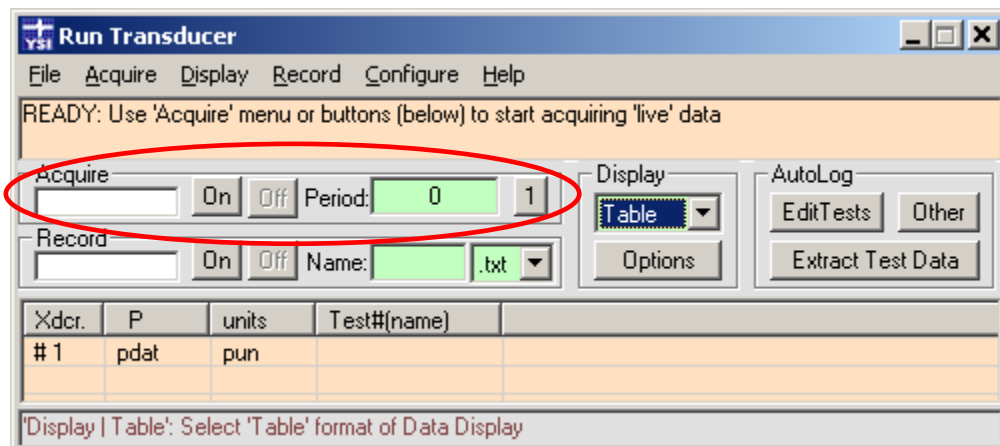 YSI Run Transducer
File Acquire Display Record Configure Help
READY: Use 'Acquire' menu or buttons (below) to start acquiring 'live' data
Acquire
On Off Period: 0 1
Record
On Off Name: .txt
Display
Table
Options
AutoLog
EditTests Other
Extract Test Data
Xdcr. P units Test#(name)
# 1 pdat pun
'Display | Table': Select 'Table' format of Data Display